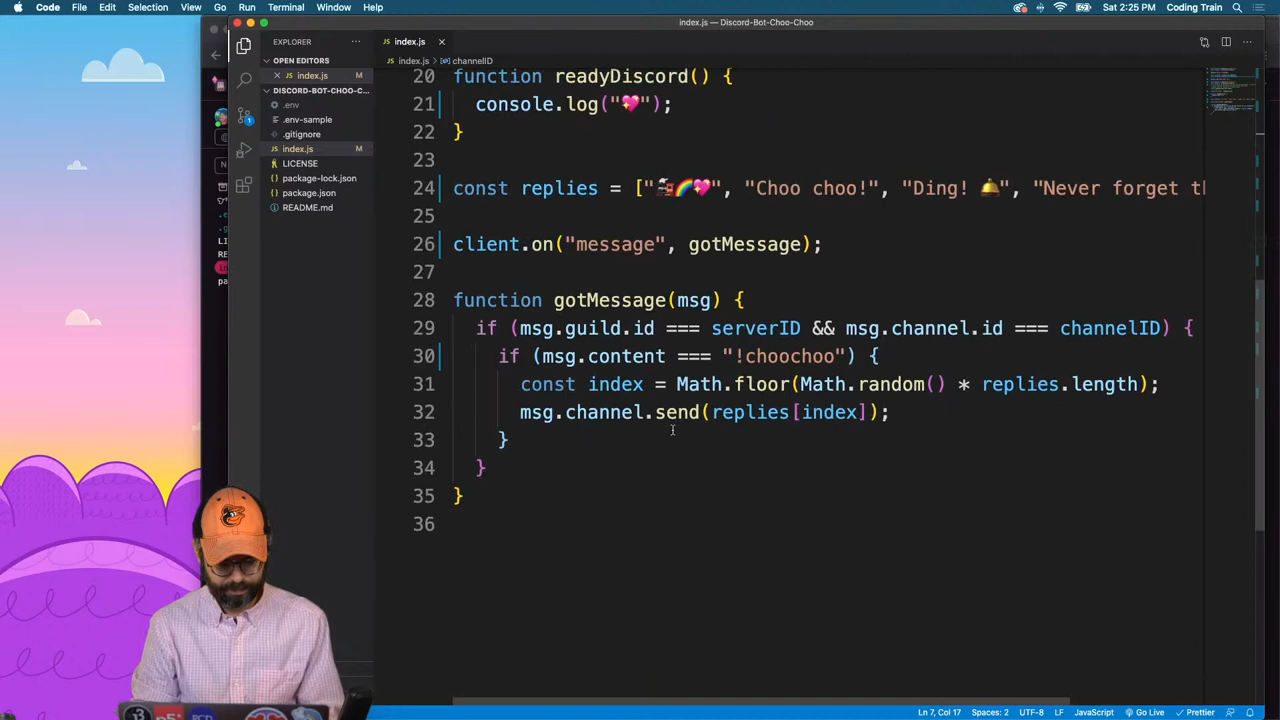 Code File Edit Selection View Go Run Terminal Window Help
Sat 2:25 PM Coding Train
index.js — Discord-Bot-Choo-Choo
EXPLORER
index.js
OPEN EDITORS
index.js > channelID
index.js M
DISCORD-BOT-CHOO-C...
.env
.env-sample
.gitignore
index.js M
LICENSE
package-lock.json
package.json
README.md
20 function readyDiscord() {
21 console.log("💖");
22 }
23
24 const replies = ["🚂🌈💖", "Choo choo!", "Ding! 🛎", "Never forget th
25
26 client.on("message", gotMessage);
27
28 function gotMessage(msg) {
29 if (msg.guild.id === serverID && msg.channel.id === channelID) {
30 if (msg.content === "!choochoo") {
31 const index = Math.floor(Math.random() * replies.length);
32 msg.channel.send(replies[index]);
33 }
34 }
35 }
36
Ln 7, Col 17 Spaces: 2 UTF-8 LF JavaScript Go Live Prettier